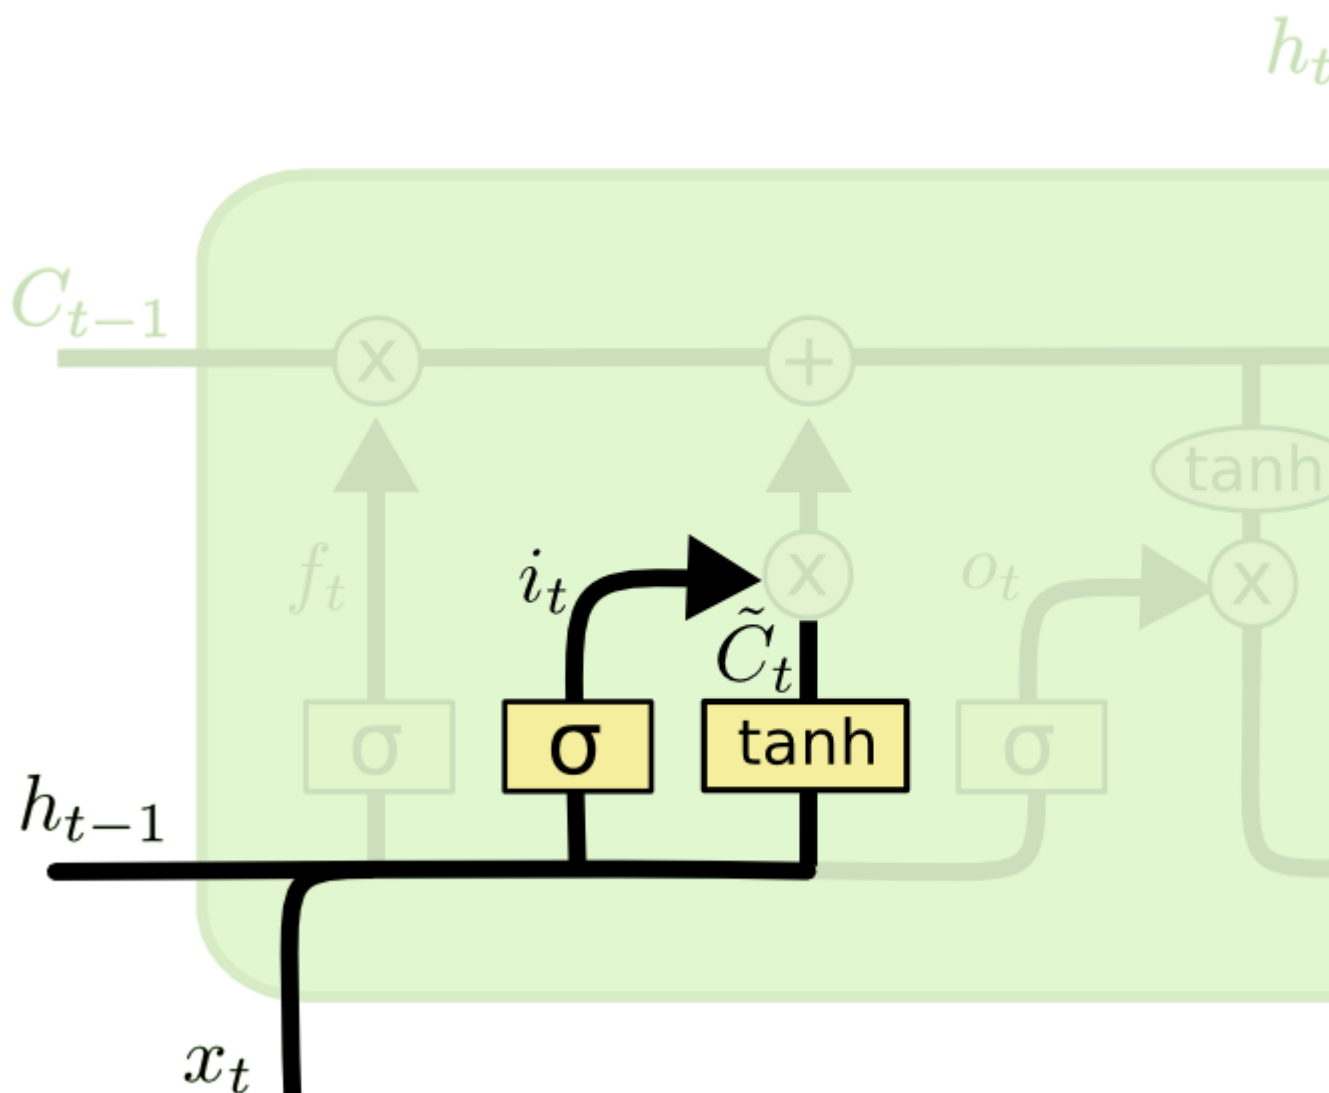 h_t
C_{t-1}
x +
tanh
f_t i_t x o_t x
C̃_t
σ σ tanh σ
h_{t-1}
x_t